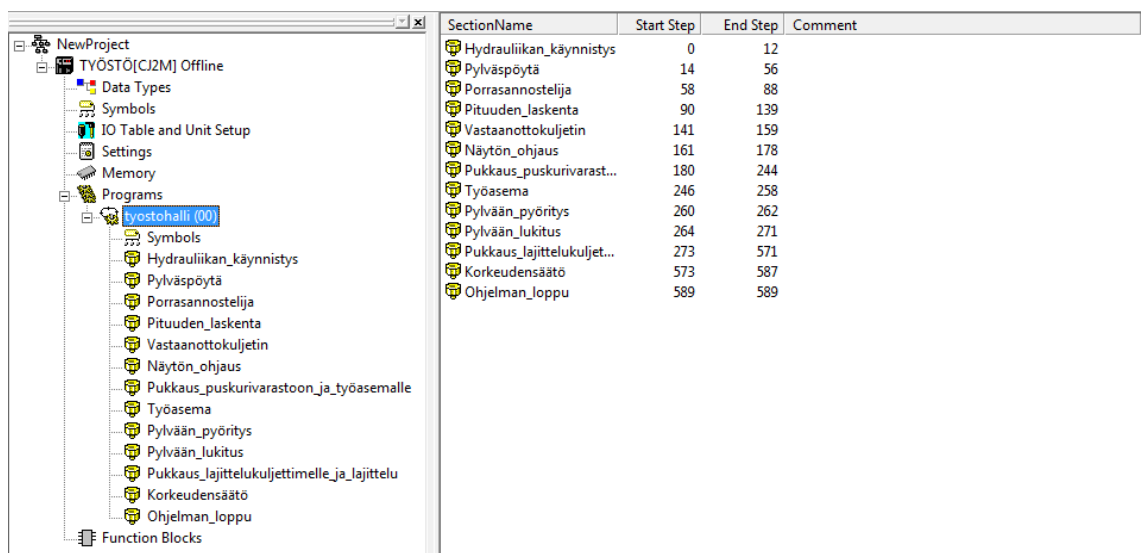 NewProject
TYÖSTÖ[CJ2M] Offline
Data Types
Symbols
IO Table and Unit Setup
Settings
Memory
Programs
tyostohalli (00)
Symbols
Hydrauliikan_käynnistys
Pylväspöytä
Porrasannostelija
Pituuden_laskenta
Vastaanottokuljetin
Näytön_ohjaus
Pukkaus_puskurivarastoon_ja_työasemalle
Työasema
Pylvään_pyöritys
Pylvään_lukitus
Pukkaus_lajittelukuljettimelle_ja_lajittelu
Korkeudensäätö
Ohjelman_loppu
Function Blocks
SectionName Start Step End Step Comment
Hydrauliikan_käynnistys 0 12
Pylväspöytä 14 56
Porrasannostelija 58 88
Pituuden_laskenta 90 139
Vastaanottokuljetin 141 159
Näytön_ohjaus 161 178
Pukkaus_puskurivarast... 180 244
Työasema 246 258
Pylvään_pyöritys 260 262
Pylvään_lukitus 264 271
Pukkaus_lajittelukuljet... 273 571
Korkeudensäätö 573 587
Ohjelman_loppu 589 589